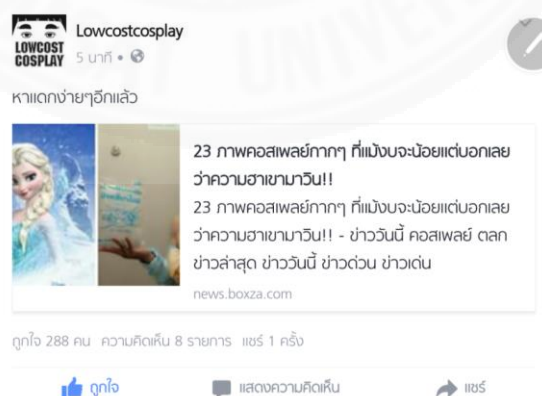 LOWCOST
COSPLAY
Lowcostcosplay
5 นาที •
หาแดกง่ายๆอีกแล้ว
23 ภาพคอสเพลย์กากๆ ที่แม้งบจะน้อยแต่บอกเลย
ว่าความฮาเขามาวิน!!
23 ภาพคอสเพลย์กากๆ ที่แม้งบจะน้อยแต่บอกเลย
ว่าความฮาเขามาวิน!! - ข่าววันนี้ คอสเพลย์ ตลก
ข่าวล่าสุด ข่าววันนี้ ข่าวด่วน ข่าวเด่น
news.boxza.com
ถูกใจ 288 คน ความคิดเห็น 8 รายการ แชร์ 1 ครั้ง
ถูกใจ แสดงความคิดเห็น แชร์